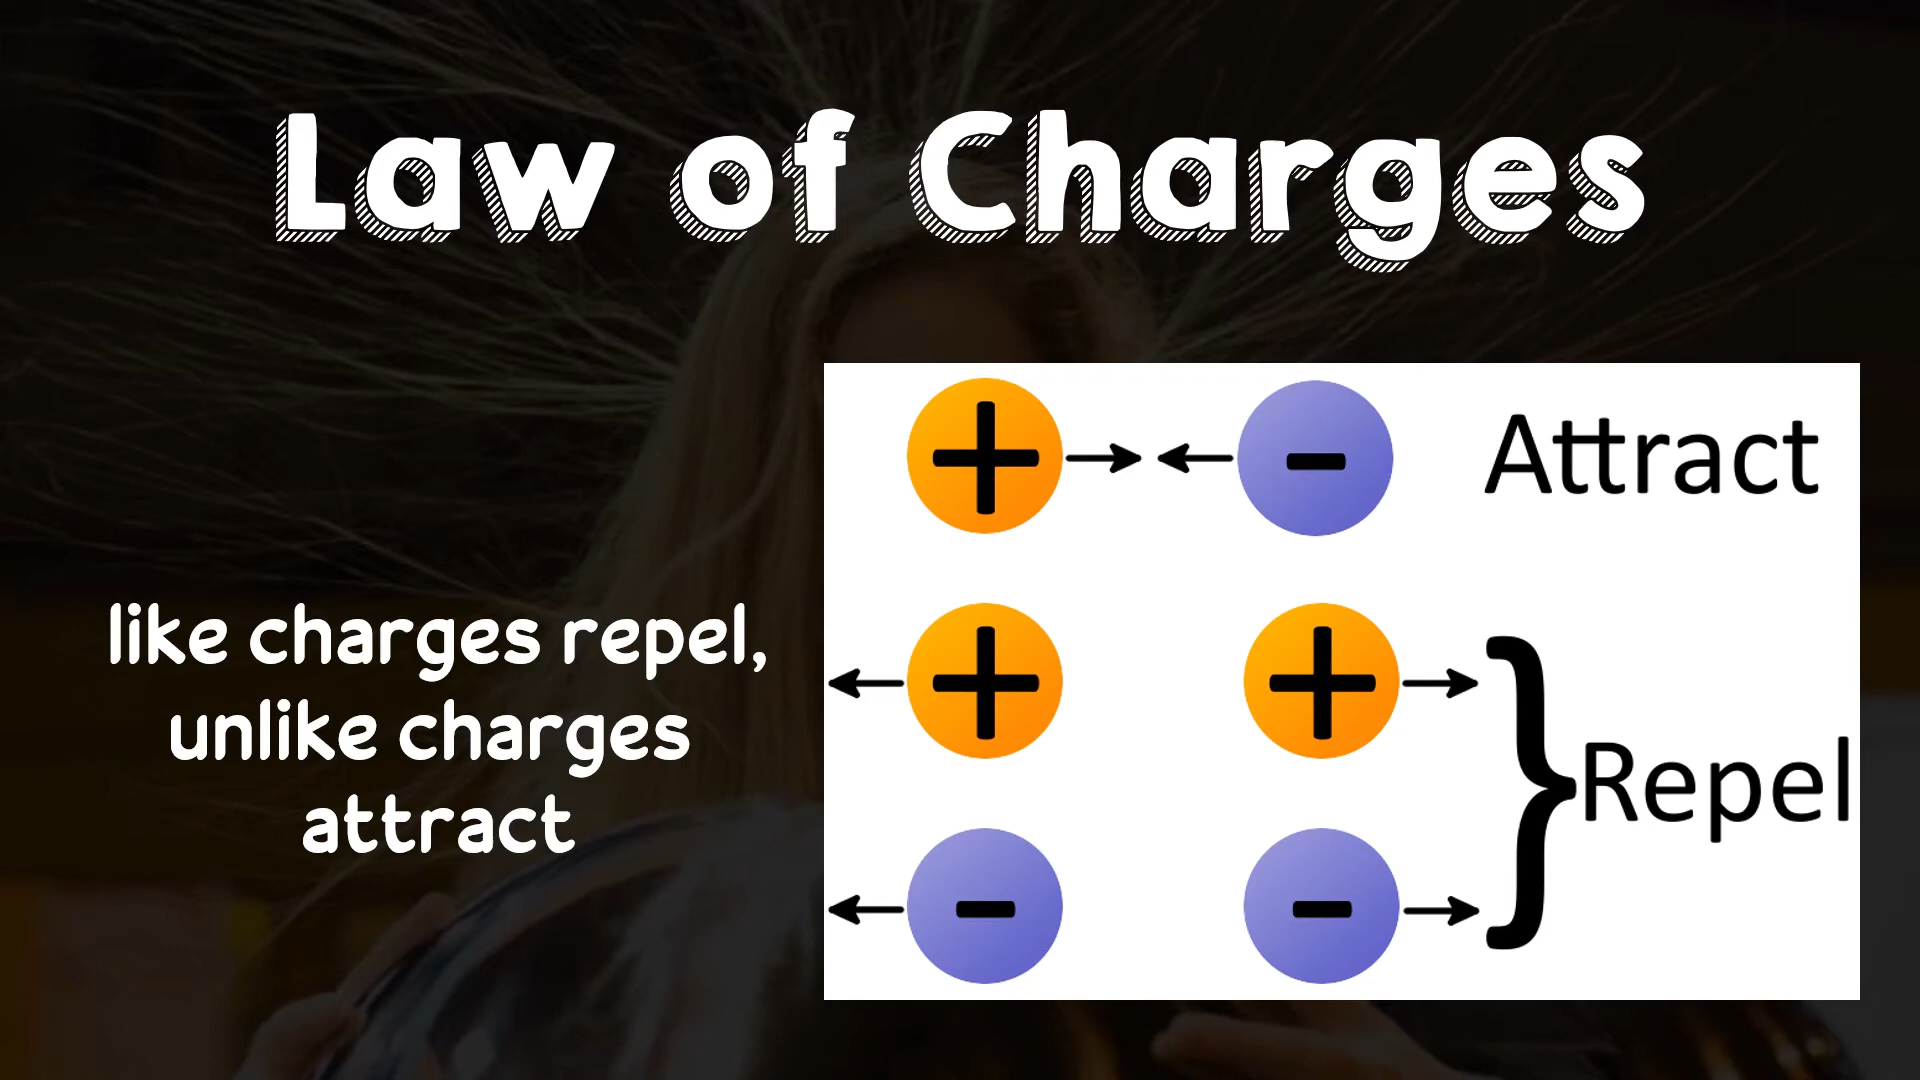 Law of Charges
like charges repel,
unlike charges
attract
+ - Attract
+ +
Repel
- -